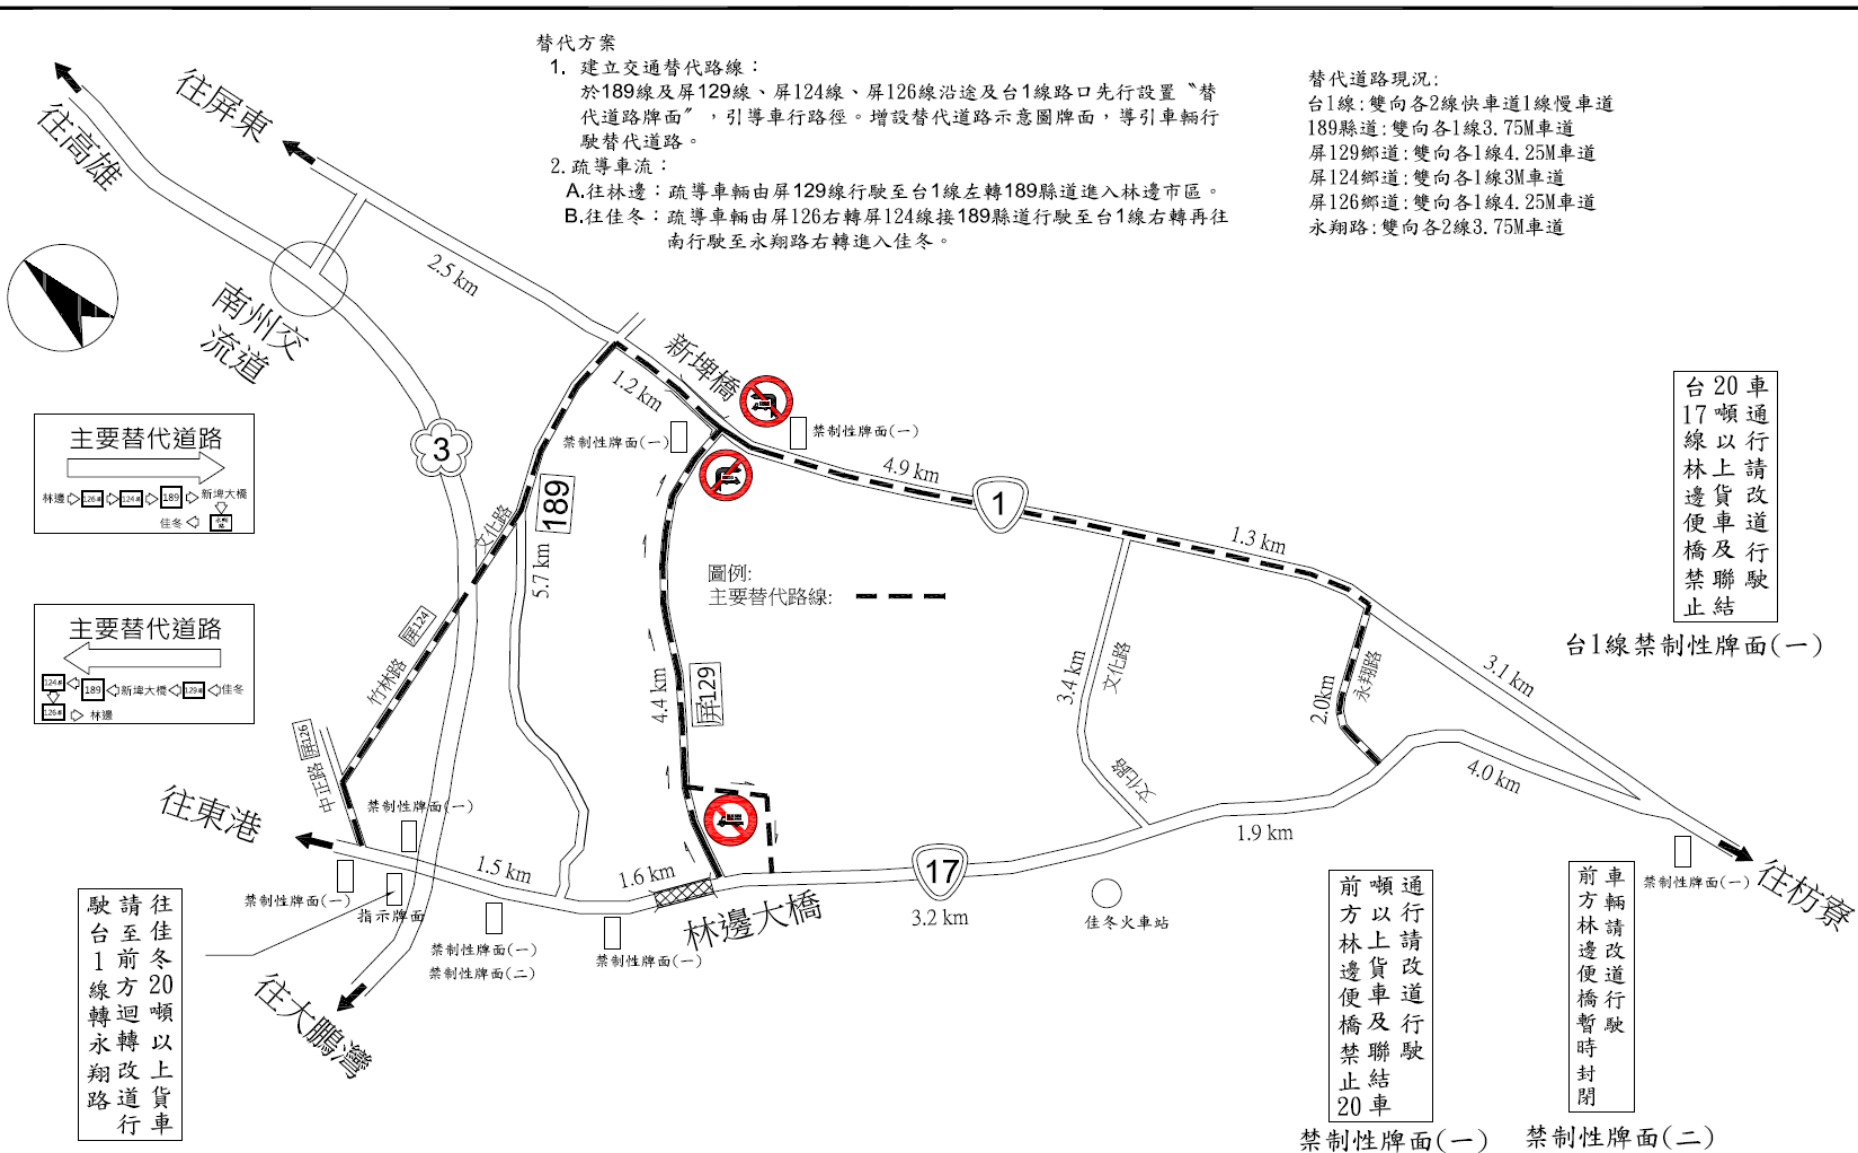 替代方案
1. 建立交通替代路線：
於189線及屏129線、屏124線、屏126線沿途及台1線路口先行設置〝替
代道路牌面〞，引導車行路徑。增設替代道路示意圖牌面，導引車輛行
駛替代道路。
2. 疏導車流：
A.往林邊：疏導車輛由屏129線行駛至台1線左轉189縣道進入林邊市區。
B.往佳冬：疏導車輛由屏126右轉屏124線接189縣道行駛至台1線右轉再往
南行駛至永翔路右轉進入佳冬。
替代道路現況:
台1線:雙向各2線快車道1線慢車道
189縣道:雙向各1線3.75M車道
屏129鄉道:雙向各1線4.25M車道
屏124鄉道:雙向各1線3M車道
屏126鄉道:雙向各1線4.25M車道
永翔路:雙向各2線3.75M車道
往屏東
往高雄
2.5 km
南州交
流道
新埤橋
1.2 km
禁制性牌面(一)
禁制性牌面(一)
3
4.9 km
1
1.3 km
主要替代道路
林邊 126 124 189 新埤大橋
佳冬
189
文化路
5.7 km
圖例:
主要替代路線:
主要替代道路
124 189 新埤大橋 129 佳冬
126 林邊
屏124
竹林路
4.4 km
屏129
3.4 km
文化路
文化路
2.0km
永翔路
3.1 km
4.0 km
屏126
中正路
往東港
禁制性牌面(一)
禁制性牌面(一)
指示牌面
1.5 km
1.6 km
林邊大橋
17
3.2 km
1.9 km
佳冬火車站
禁制性牌面(一)
禁制性牌面(二)
禁制性牌面(一)
往大鵬灣
禁制性牌面(一)
往枋寮
往佳冬20噸以上貨車
請至前方迴轉改道行
駛台1線轉永翔路
車通行請改道行駛
20噸以上貨車及聯結
台17線林邊便橋禁止
台1線禁制性牌面(一)
通行請改道行駛
噸以上貨車及聯結車
前方林邊便橋禁止20
禁制性牌面(一)
車輛請改道行駛
前方林邊便橋暫時封閉
禁制性牌面(二)